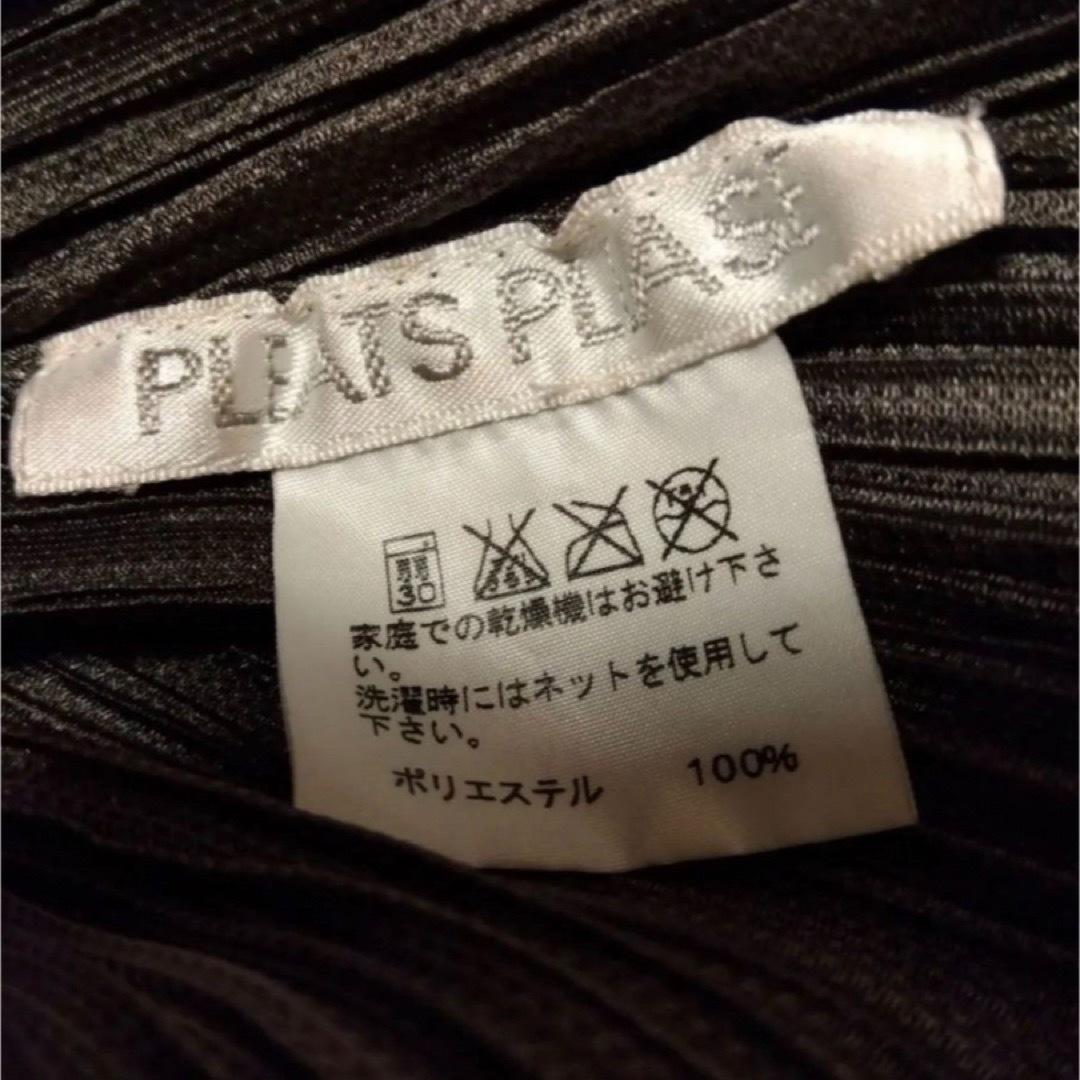 PLEATS PLEASE
弱
30
家庭での乾燥機はお避け下さ
い。
洗濯時にはネットを使用して
下さい。
ポリエステル 100%